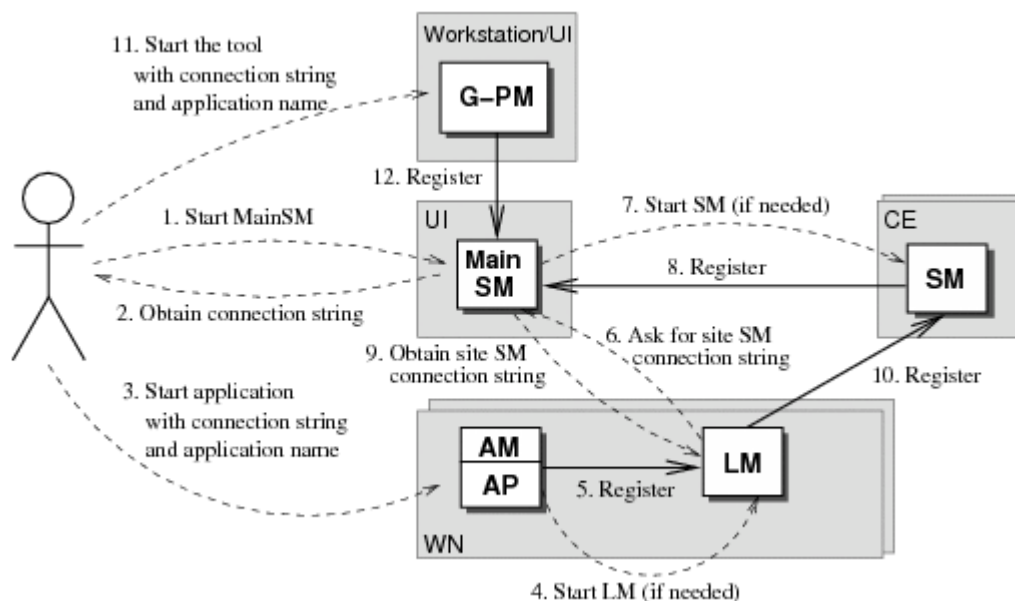 11. Start the tool
with connection string
and application name
Workstation/UI
G-PM
12. Register
1. Start MainSM
UI
Main
SM
7. Start SM (if needed)
CE
8. Register
SM
2. Obtain connection string
9. Obtain site SM
connection string
6. Ask for site SM
connection string
10. Register
3. Start application
with connection string
and application name
AM
AP
5. Register
LM
WN
4. Start LM (if needed)